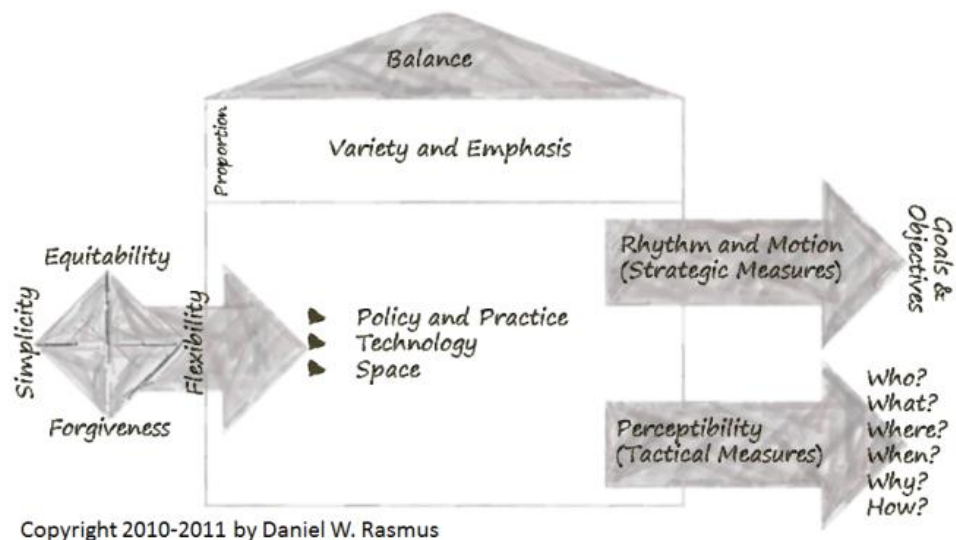 Balance
Proportion
Variety and Emphasis
Equitability
Simplicity
Flexibility
Forgiveness
Policy and Practice
Technology
Space
Rhythm and Motion
(Strategic Measures)
Goals &
Objectives
Perceptibility
(Tactical Measures)
Who?
What?
Where?
When?
Why?
How?
Copyright 2010-2011 by Daniel W. Rasmus